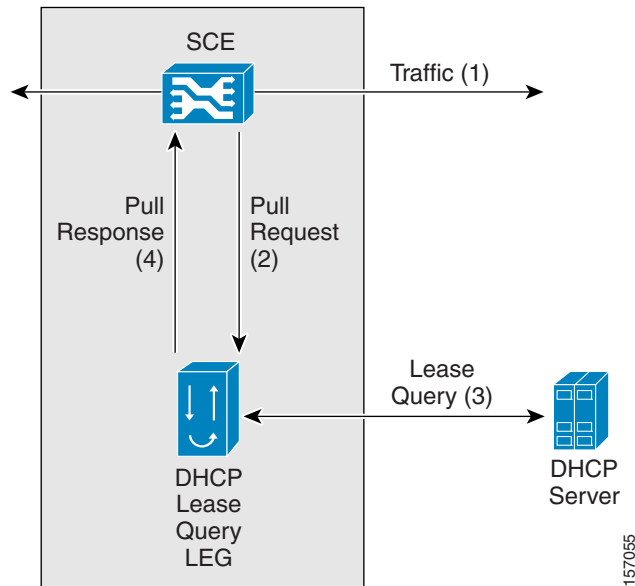 SCE
Traffic (1)
Pull
Response
(4)
Pull
Request
(2)
Lease
Query (3)
DHCP
Lease
Query
LEG
DHCP
Server
157055